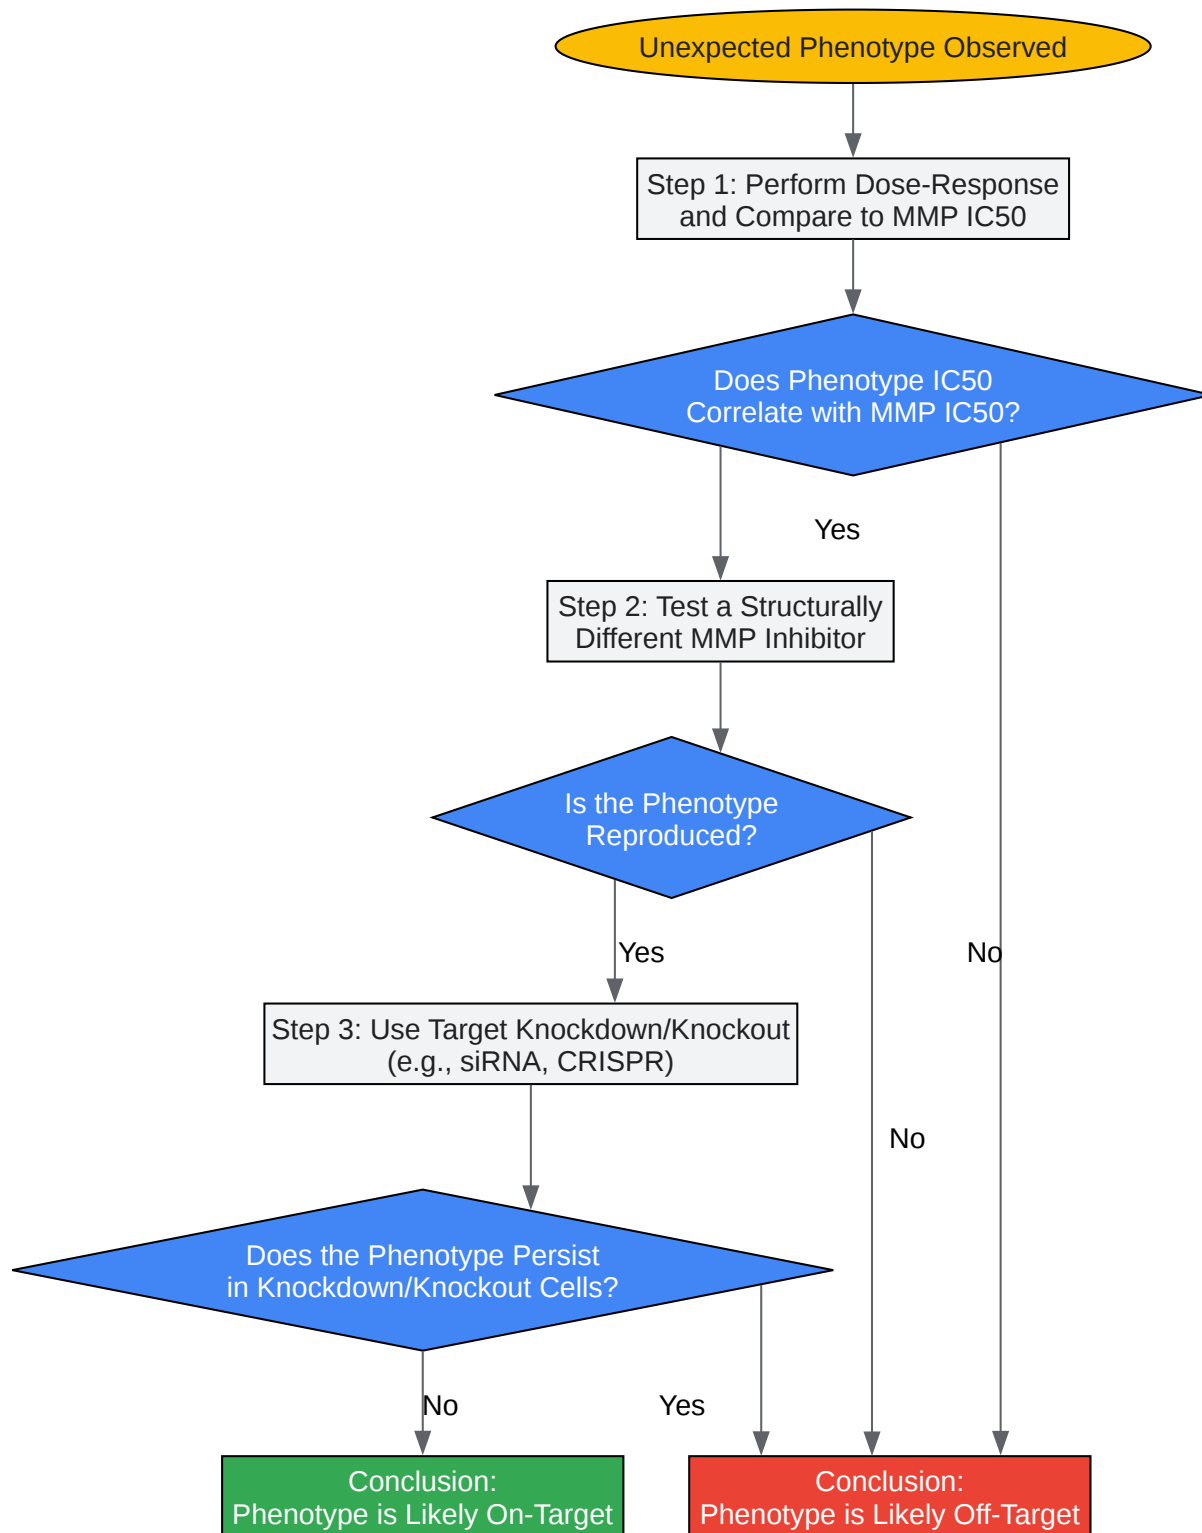 Unexpected Phenotype Observed
Step 1: Perform Dose-Response
and Compare to MMP IC50
Does Phenotype IC50
Correlate with MMP IC50?
Yes
Step 2: Test a Structurally
Different MMP Inhibitor
Is the Phenotype
Reproduced?
Yes
No
Step 3: Use Target Knockdown/Knockout
(e.g., siRNA, CRISPR)
No
Does the Phenotype Persist
in Knockdown/Knockout Cells?
No
Yes
Conclusion:
Phenotype is Likely On-Target
Conclusion:
Phenotype is Likely Off-Target